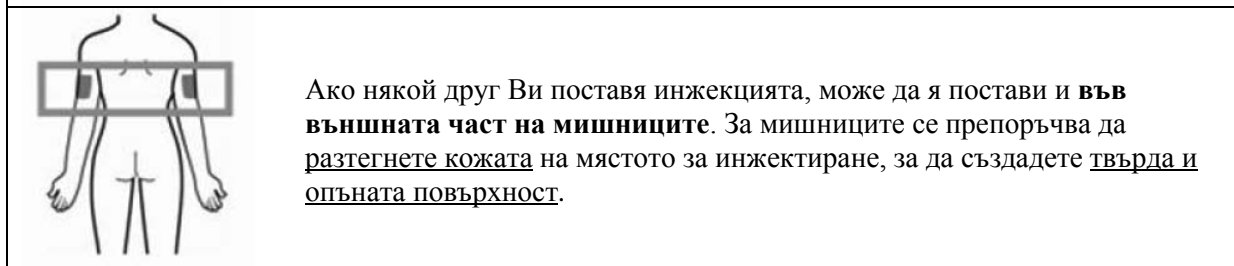 Ако някой друг Ви поставя инжекцията, може да я постави и във
външната част на мишниците. За мишниците се препоръчва да
разтегнете кожата на мястото за инжектиране, за да създадете твърда и
опъната повърхност.